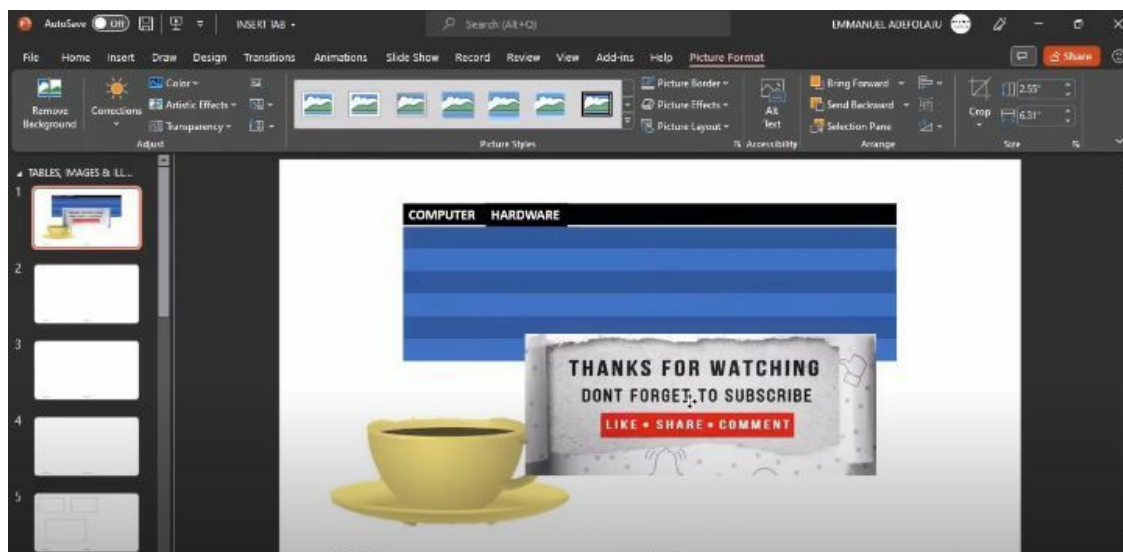 AutoSave Off INSERT TAB Search (Alt+Q) EMMANUEL ADEFOLAJU
File Home Insert Draw Design Transitions Animations Slide Show Record Review View Add-ins Help Picture Format Share
Remove Background
Corrections
Color
Artistic Effects
Transparency
Adjust
Picture Styles
Picture Border
Picture Effects
Picture Layout
Alt Text
Accessibility
Bring Forward
Send Backward
Selection Pane
Arrange
Crop
2.55"
6.31"
Size
TABLES, IMAGES & ILL...
1
2
3
4
5
COMPUTER HARDWARE
THANKS FOR WATCHING
DONT FORGET TO SUBSCRIBE
LIKE • SHARE • COMMENT